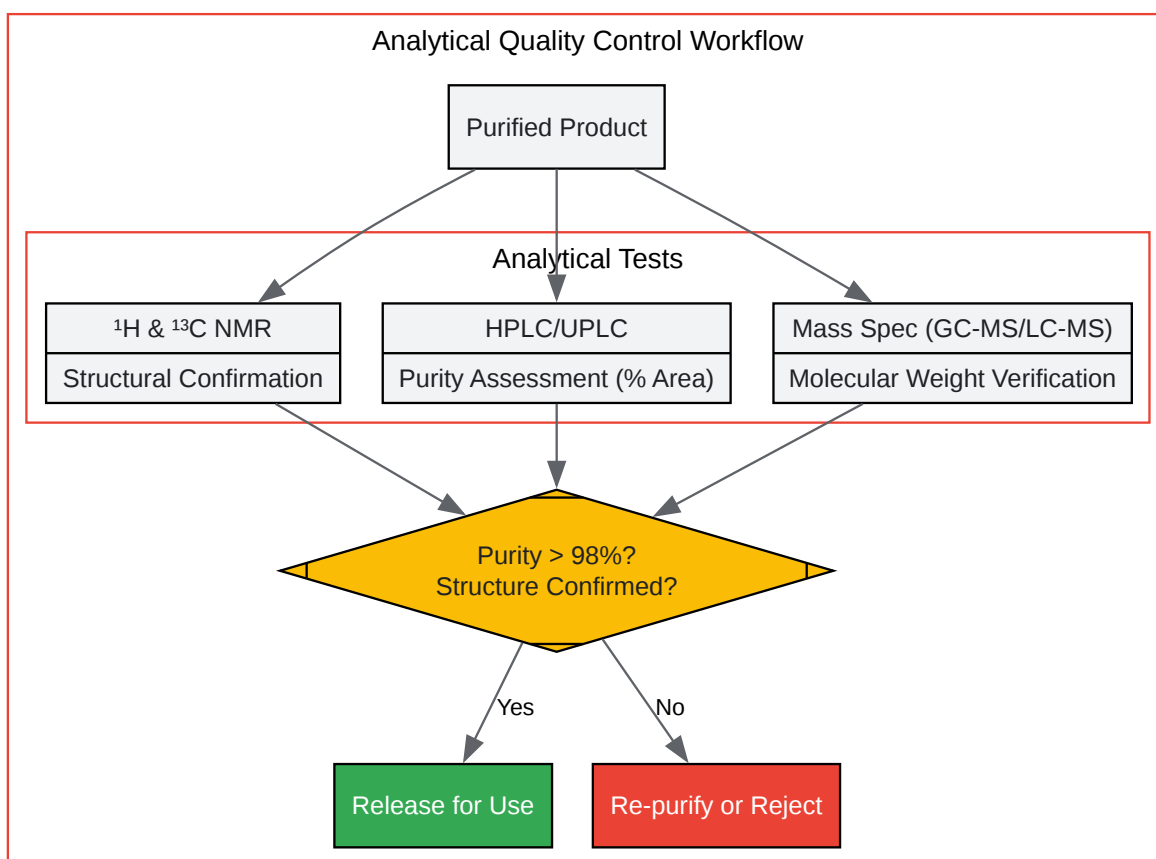 Analytical Quality Control Workflow
Purified Product
Analytical Tests
¹H & ¹³C NMR
Structural Confirmation
HPLC/UPLC
Purity Assessment (% Area)
Mass Spec (GC-MS/LC-MS)
Molecular Weight Verification
Purity > 98%?
Structure Confirmed?
Yes
No
Release for Use
Re-purify or Reject